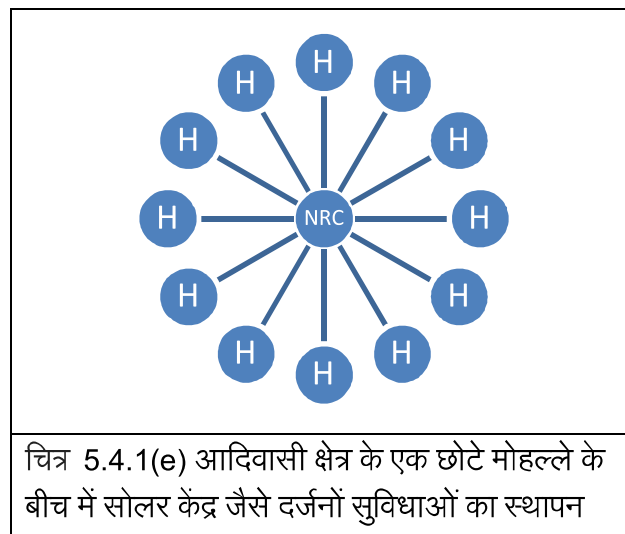 H
H
H
H
H
H
H
NRC
H
H
H
H
H
चित्र 5.4.1(e) आदिवासी क्षेत्र के एक छोटे मोहल्ले के
बीच में सोलर केंद्र जैसे दर्जनों सुविधाओं का स्थापन